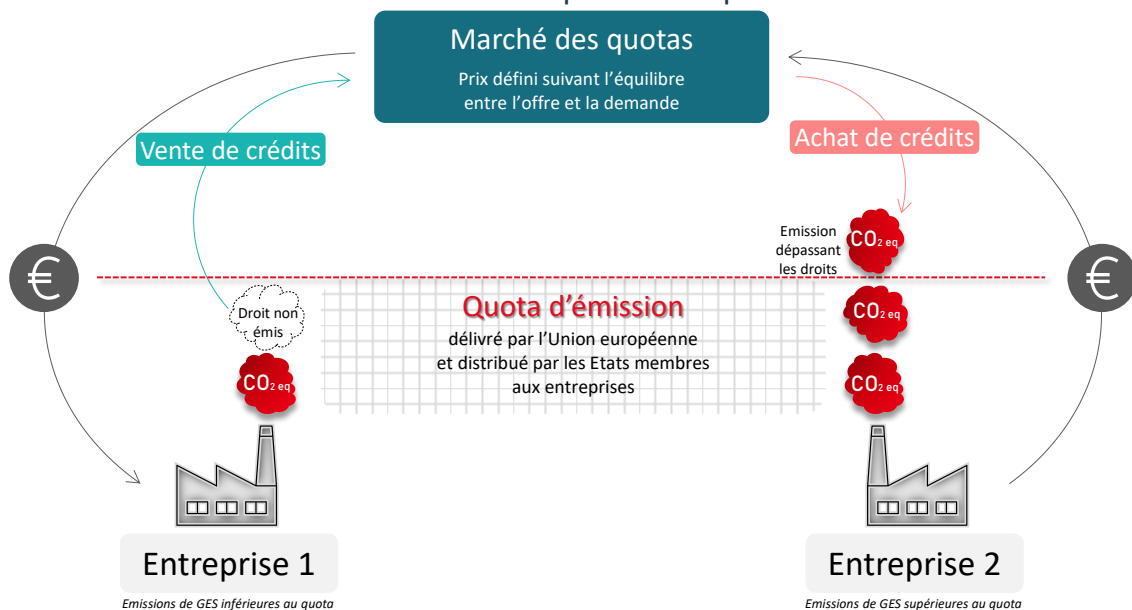 Marché des quotas
Prix défini suivant l'équilibre
entre l'offre et la demande
Vente de crédits
Achat de crédits
Emission
dépassant
les droits
CO2 eq
€
€
Quota d'émission
délivré par l'Union européenne
et distribué par les Etats membres
aux entreprises
Droit non
émis
CO2 eq
CO2 eq
CO2 eq
Entreprise 1
Entreprise 2
Emissions de GES inférieures au quota
Emissions de GES supérieures au quota